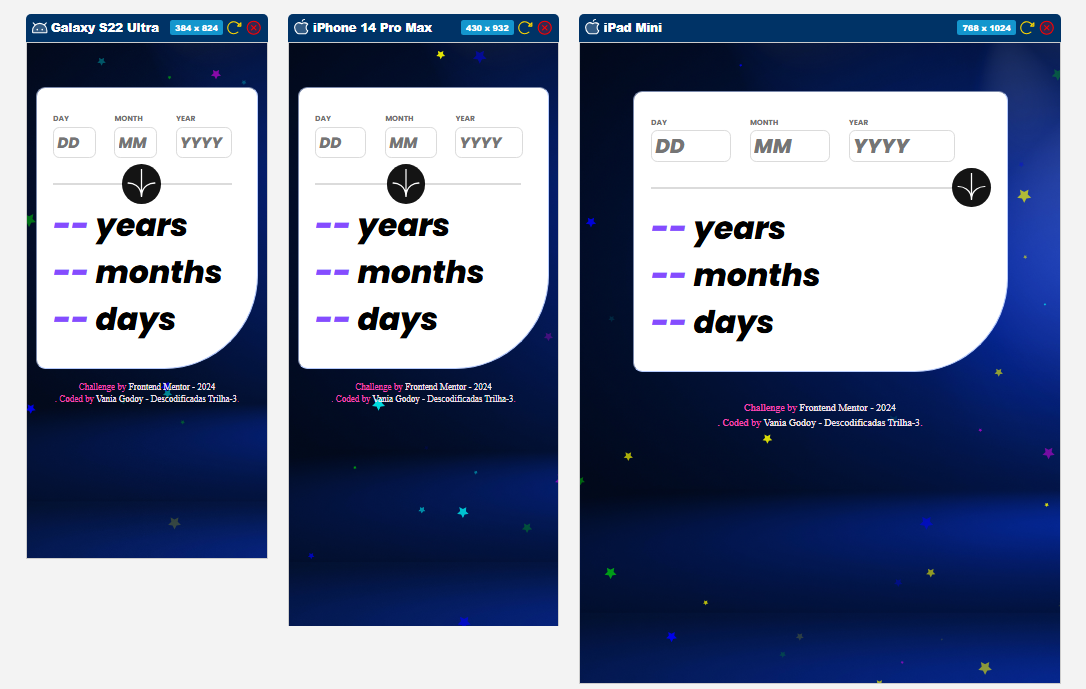 Galaxy S22 Ultra 384 x 824
DAY MONTH YEAR
DD MM YYYY
-- years
-- months
-- days
Challenge by Frontend Mentor - 2024
. Coded by Vania Godoy - Descodificadas Trilha-3.
iPhone 14 Pro Max 430 x 932
DAY MONTH YEAR
DD MM YYYY
-- years
-- months
-- days
Challenge by Frontend Mentor - 2024
. Coded by Vania Godoy - Descodificadas Trilha-3.
iPad Mini 768 x 1024
DAY MONTH YEAR
DD MM YYYY
-- years
-- months
-- days
Challenge by Frontend Mentor - 2024
. Coded by Vania Godoy - Descodificadas Trilha-3.